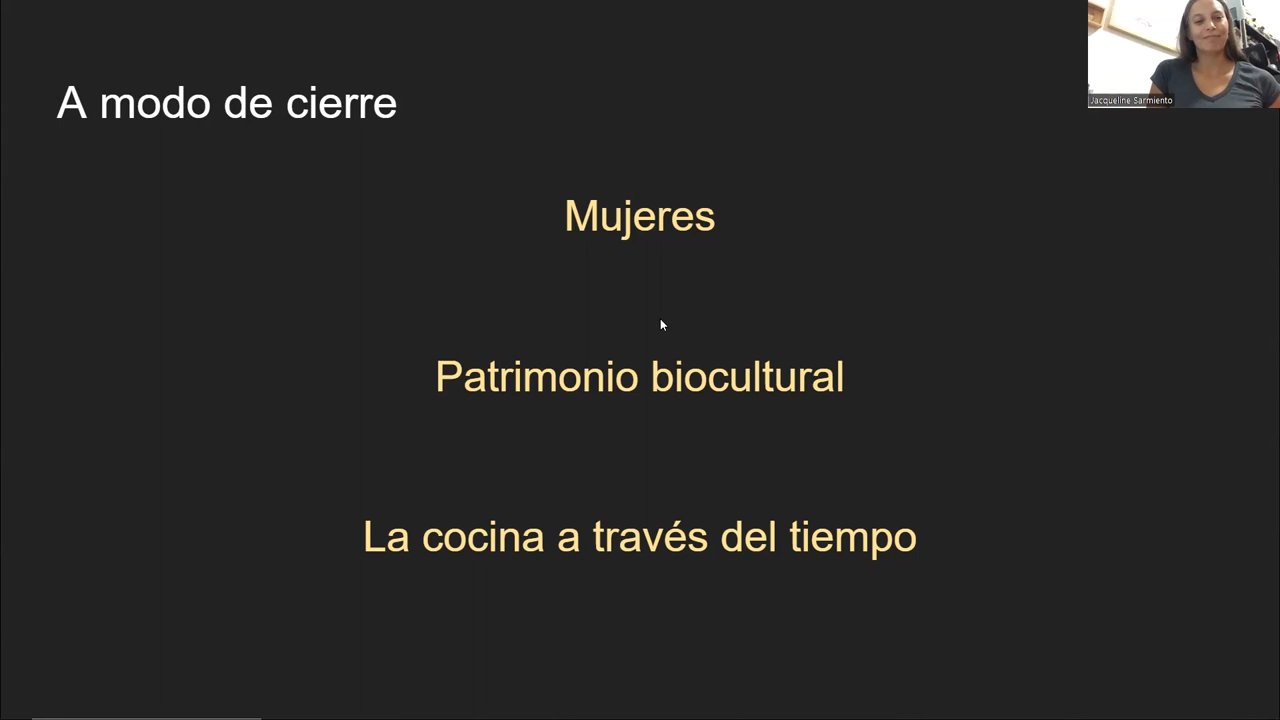 Jacqueline Sarmiento
A modo de cierre
Mujeres
Patrimonio biocultural
La cocina a través del tiempo